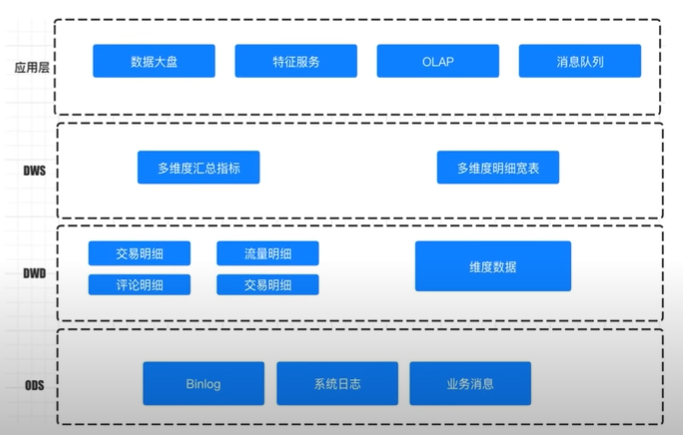 应用层
数据大盘
特征服务
OLAP
消息队列
DWS
多维度汇总指标
多维度明细宽表
DWD
交易明细
流量明细
评论明细
交易明细
维度数据
ODS
Binlog
系统日志
业务消息